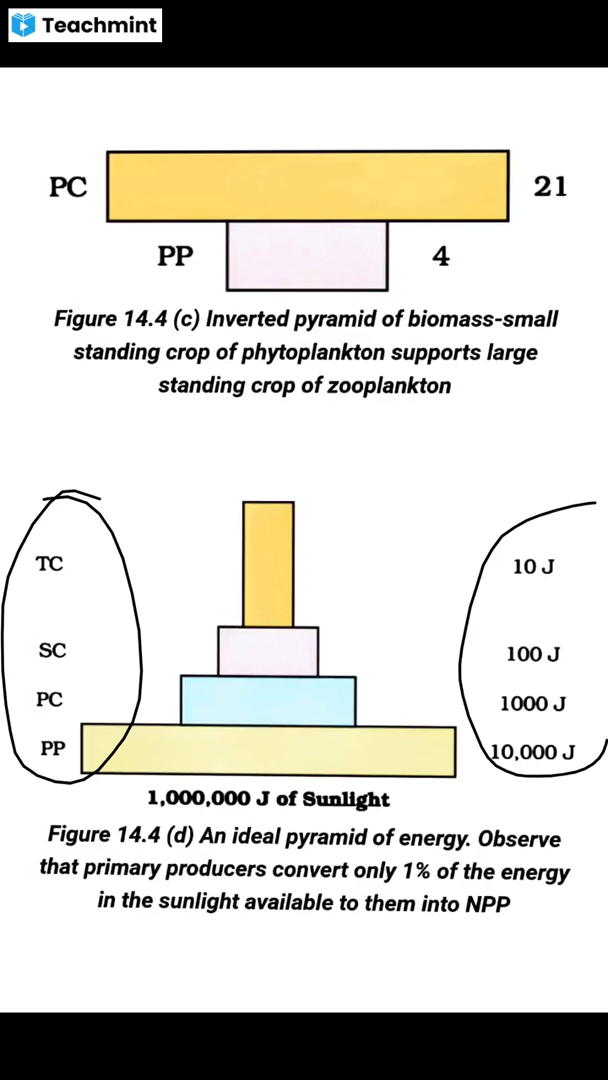 Teachmint
PC 21
PP 4
Figure 14.4 (c) Inverted pyramid of biomass-small
standing crop of phytoplankton supports large
standing crop of zooplankton
TC 10 J
SC 100 J
PC 1000 J
PP 10,000 J
1,000,000 J of Sunlight
Figure 14.4 (d) An ideal pyramid of energy. Observe
that primary producers convert only 1% of the energy
in the sunlight available to them into NPP